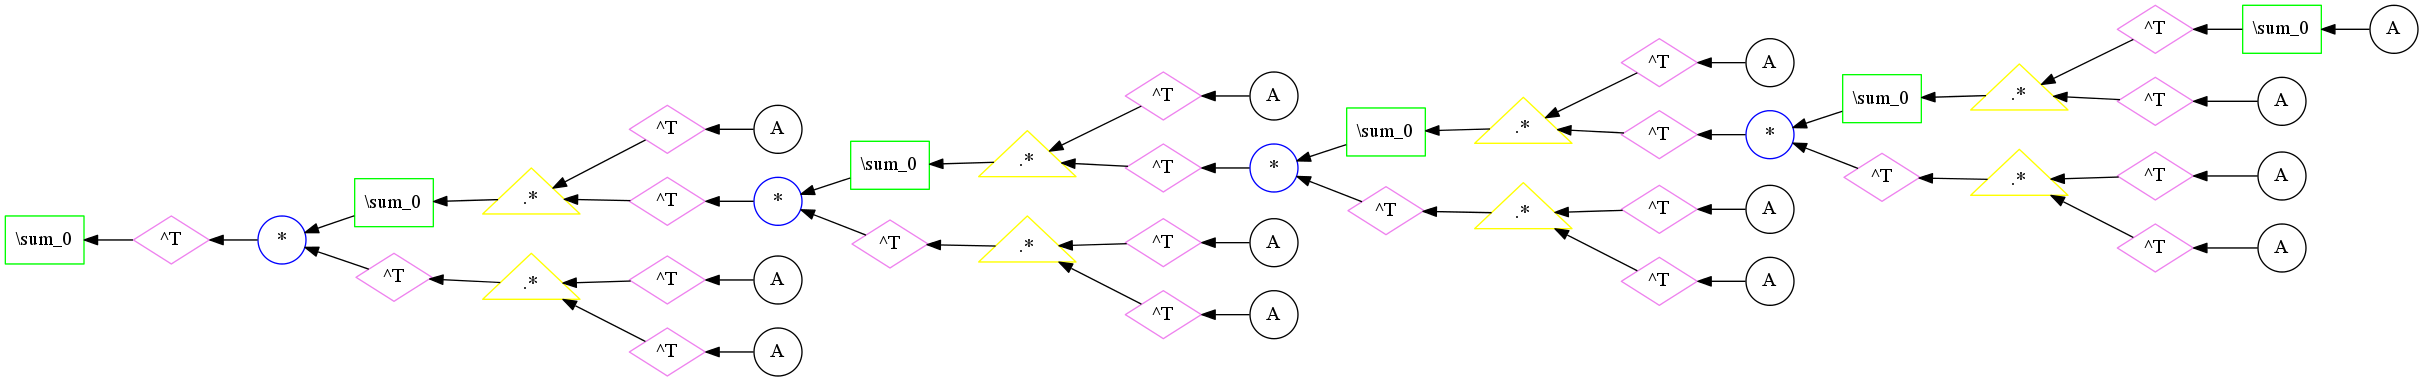 ^T \sum_0 A
^T A
\sum_0 .*
^T A
^T A
\sum_0 .* ^T *
^T A
^T .* ^T A
^T A
\sum_0 .* ^T *
^T .* ^T A
^T A
^T A
\sum_0 .* ^T *
^T .* ^T A
^T A
^T A
\sum_0 ^T *
^T .* ^T A
^T A
^T .* ^T A
^T A